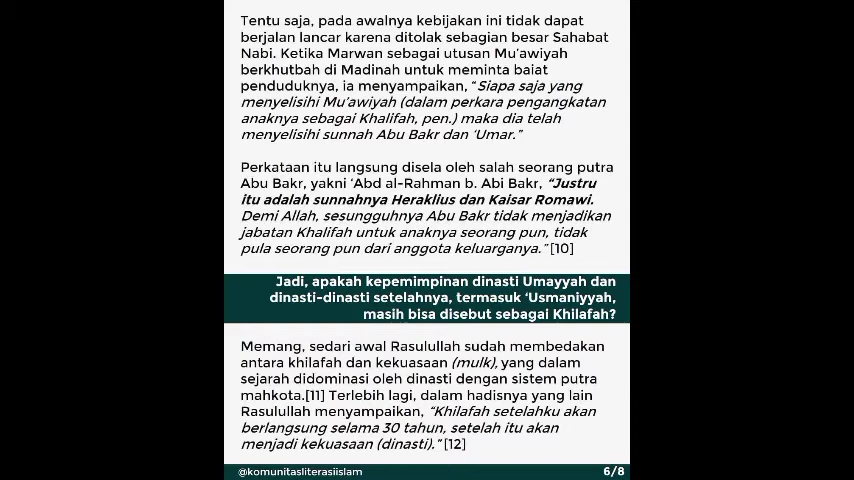 Tentu saja, pada awalnya kebijakan ini tidak dapat
berjalan lancar karena ditolak sebagian besar Sahabat
Nabi. Ketika Marwan sebagai utusan Mu'awiyah
berkhutbah di Madinah untuk meminta baiat
penduduknya, ia menyampaikan, "Siapa saja yang
menyelisihi Mu'awiyah (dalam perkara pengangkatan
anaknya sebagai Khalifah, pen.) maka dia telah
menyelisihi sunnah Abu Bakr dan 'Umar."
Perkataan itu langsung disela oleh salah seorang putra
Abu Bakr, yakni 'Abd al-Rahman b. Abi Bakr, "Justru
itu adalah sunnahnya Heraklius dan Kaisar Romawi.
Demi Allah, sesungguhnya Abu Bakr tidak menjadikan
jabatan Khalifah untuk anaknya seorang pun, tidak
pula seorang pun dari anggota keluarganya." [10]
Jadi, apakah kepemimpinan dinasti Umayyah dan
dinasti-dinasti setelahnya, termasuk 'Usmaniyyah,
masih bisa disebut sebagai Khilafah?
Memang, sedari awal Rasulullah sudah membedakan
antara khilafah dan kekuasaan (mulk), yang dalam
sejarah didominasi oleh dinasti dengan sistem putra
mahkota.[11] Terlebih lagi, dalam hadisnya yang lain
Rasulullah menyampaikan, "Khilafah setelahku akan
berlangsung selama 30 tahun, setelah itu akan
menjadi kekuasaan (dinasti)." [12]
@komunitasliterasiislam
6/8